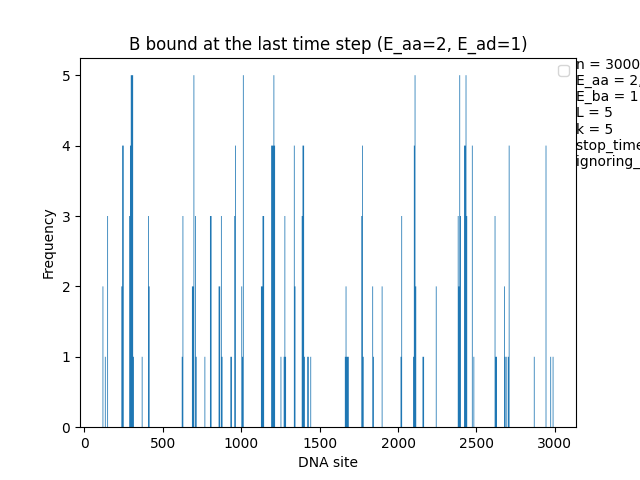 B bound at the last time step (E_aa=2, E_ad=1)
n = 3000
E_aa = 2,
E_ba = 1
L = 5
k = 5
stop_time
ignoring_
Frequency
5
4
3
2
1
0
0 500 1000 1500 2000 2500 3000
DNA site